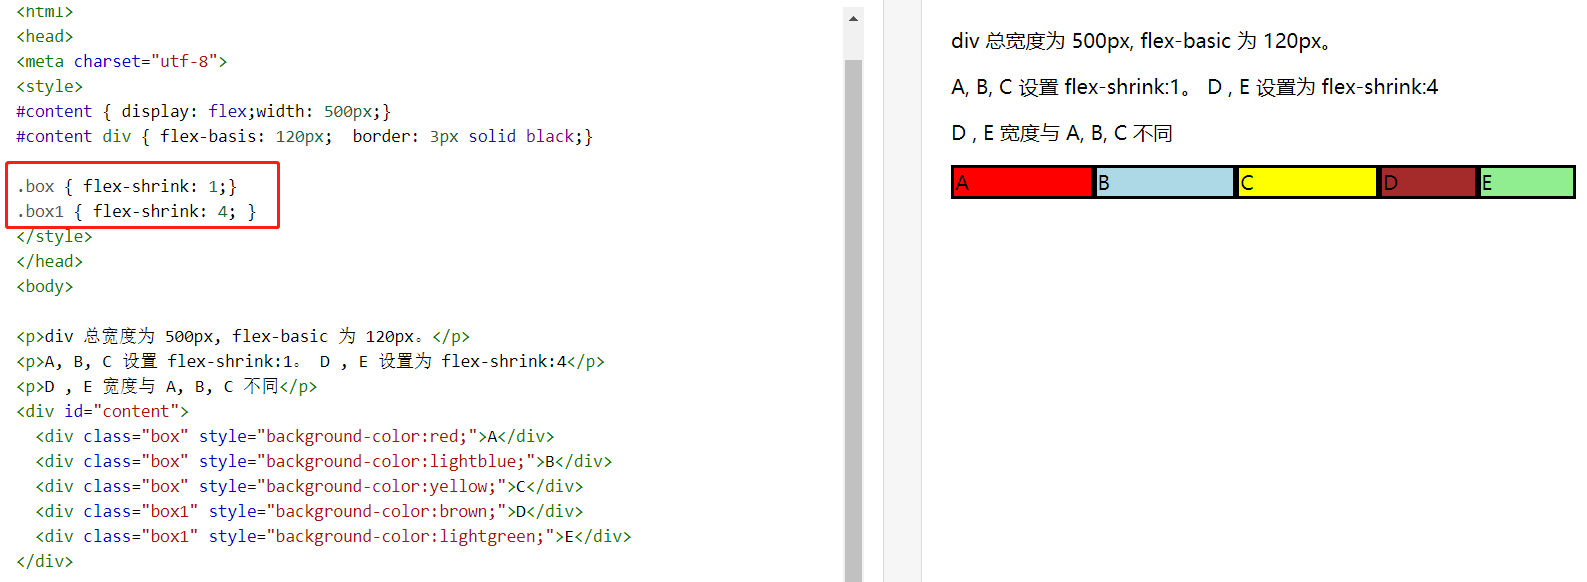 <html>
<head>
<meta charset="utf-8">
<style>
#content { display: flex;width: 500px;}
#content div { flex-basis: 120px;  border: 3px solid black;}
.box { flex-shrink: 1;}
.box1 { flex-shrink: 4; }
</style>
</head>
<body>
<p>div 总宽度为 500px, flex-basic 为 120px。</p>
<p>A, B, C 设置 flex-shrink:1。 D , E 设置为 flex-shrink:4</p>
<p>D , E 宽度与 A, B, C 不同</p>
<div id="content">
  <div class="box" style="background-color:red;">A</div>
  <div class="box" style="background-color:lightblue;">B</div>
  <div class="box" style="background-color:yellow;">C</div>
  <div class="box1" style="background-color:brown;">D</div>
  <div class="box1" style="background-color:lightgreen;">E</div>
</div>
div 总宽度为 500px, flex-basic 为 120px。
A, B, C 设置 flex-shrink:1。 D , E 设置为 flex-shrink:4
D , E 宽度与 A, B, C 不同
A B C D E